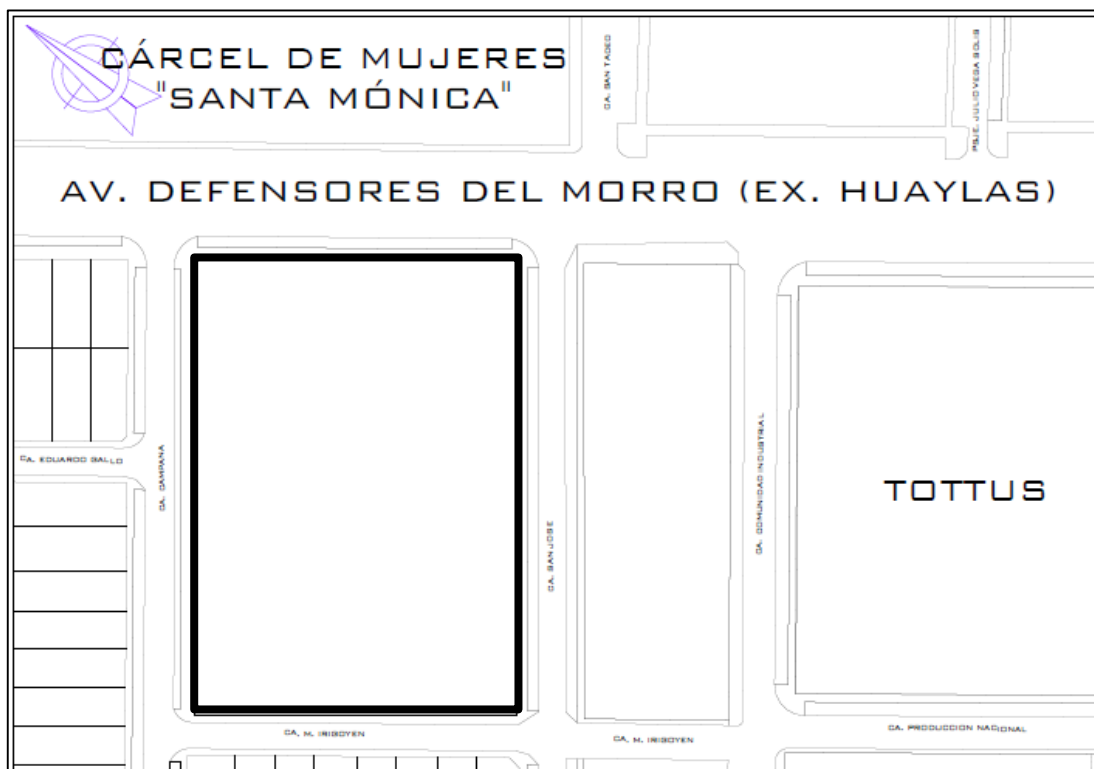 CÁRCEL DE MUJERES
"SANTA MÓNICA"
CA. SAN TADEO
PSJE. JULIO VEGA SOLIS
AV. DEFENSORES DEL MORRO (EX. HUAYLAS)
CA. EDUARDO GALLO
CA. CAMPANA
CA. SAN JOSE
CA. COMUNIDAD INDUSTRIAL
TOTTUS
CA. M. IRIGOYEN
CA. M. IRIGOYEN
CA. PRODUCCION NACIONAL